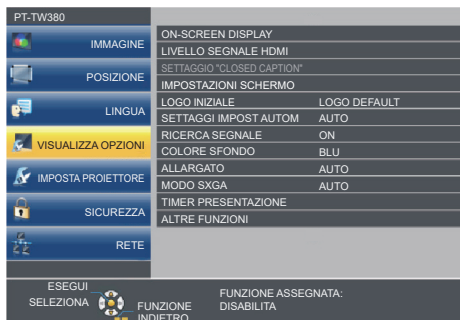 PT-TW380
IMMAGINE
POSIZIONE
LINGUA
VISUALIZZA OPZIONI
IMPOSTA PROIETTORE
SICUREZZA
RETE
ON-SCREEN DISPLAY
LIVELLO SEGNALE HDMI
SETTAGGIO "CLOSED CAPTION"
IMPOSTAZIONI SCHERMO
LOGO INIZIALE LOGO DEFAULT
SETTAGGI IMPOST AUTOM AUTO
RICERCA SEGNALE ON
COLORE SFONDO BLU
ALLARGATO AUTO
MODO SXGA AUTO
TIMER PRESENTAZIONE
ALTRE FUNZIONI
ESEGUI
SELEZIONA
FUNZIONE
INDIETRO
FUNZIONE ASSEGNATA:
DISABILITA